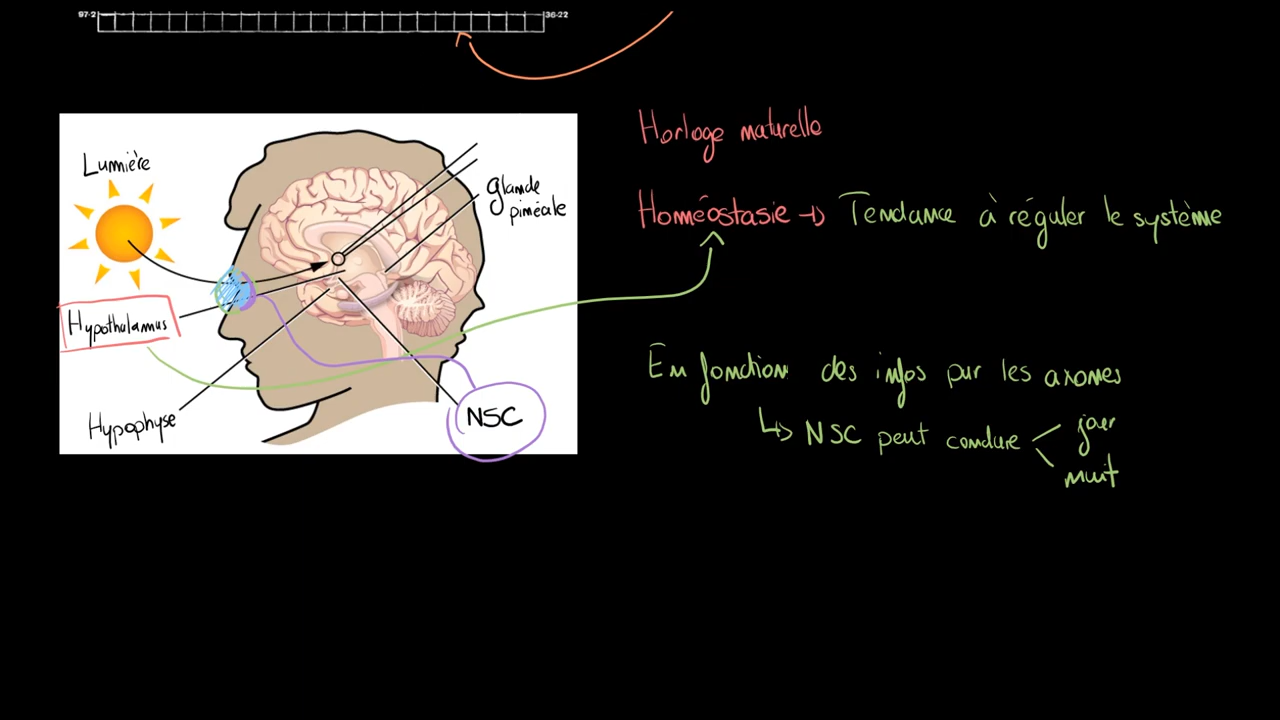 97-2 36-22
Horloge naturelle
Lumière
glande
pinéale
Homéostasie → Tendance à réguler le système
Hypothalamus
En fonction des infos par les axones
Hypophyse
NSC
↳ NSC peut conclure
jour
nuit